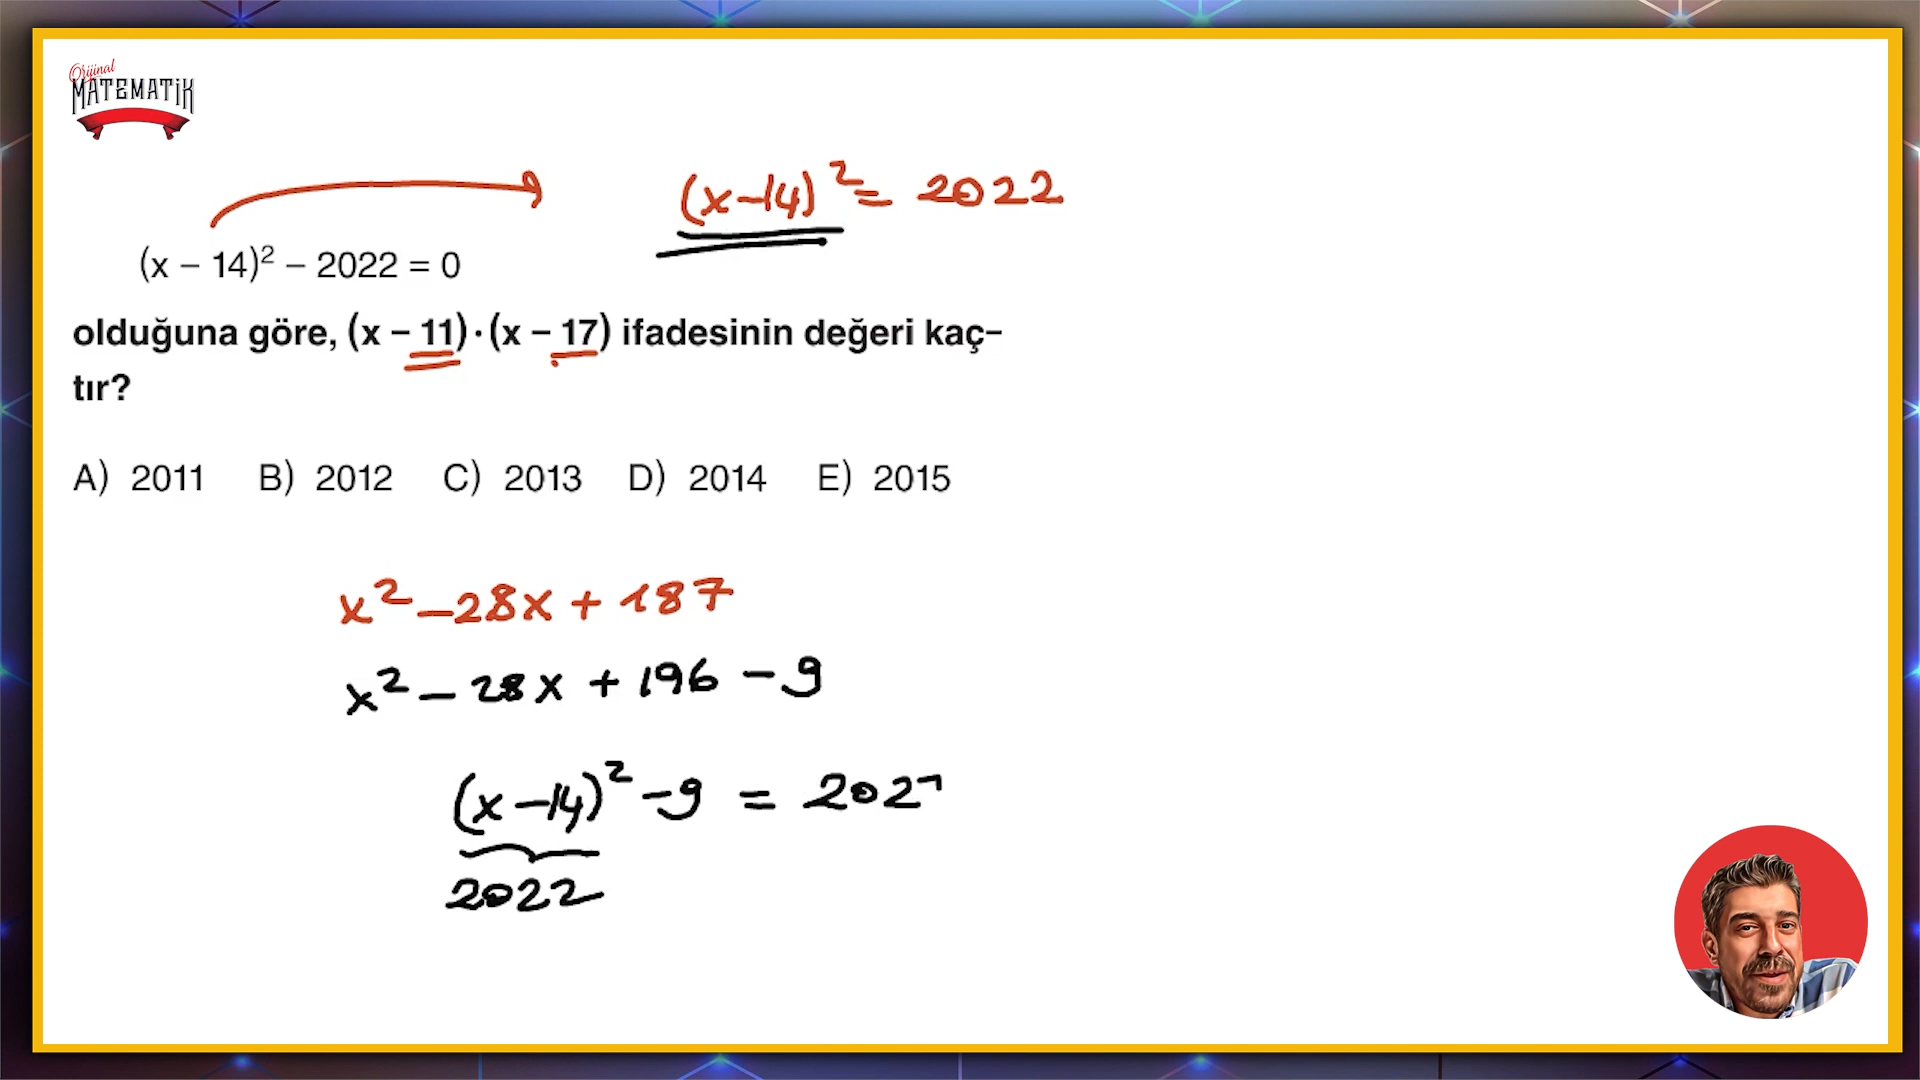 Orijinal
MATEMATİK
(x-14)² = 2022
(x – 14)² – 2022 = 0
olduğuna göre, (x – 11) · (x – 17) ifadesinin değeri kaç–
tır?
A) 2011 B) 2012 C) 2013 D) 2014 E) 2015
x² - 28x + 187
x² - 28x + 196 - 9
(x-14)² - 9 =
2022